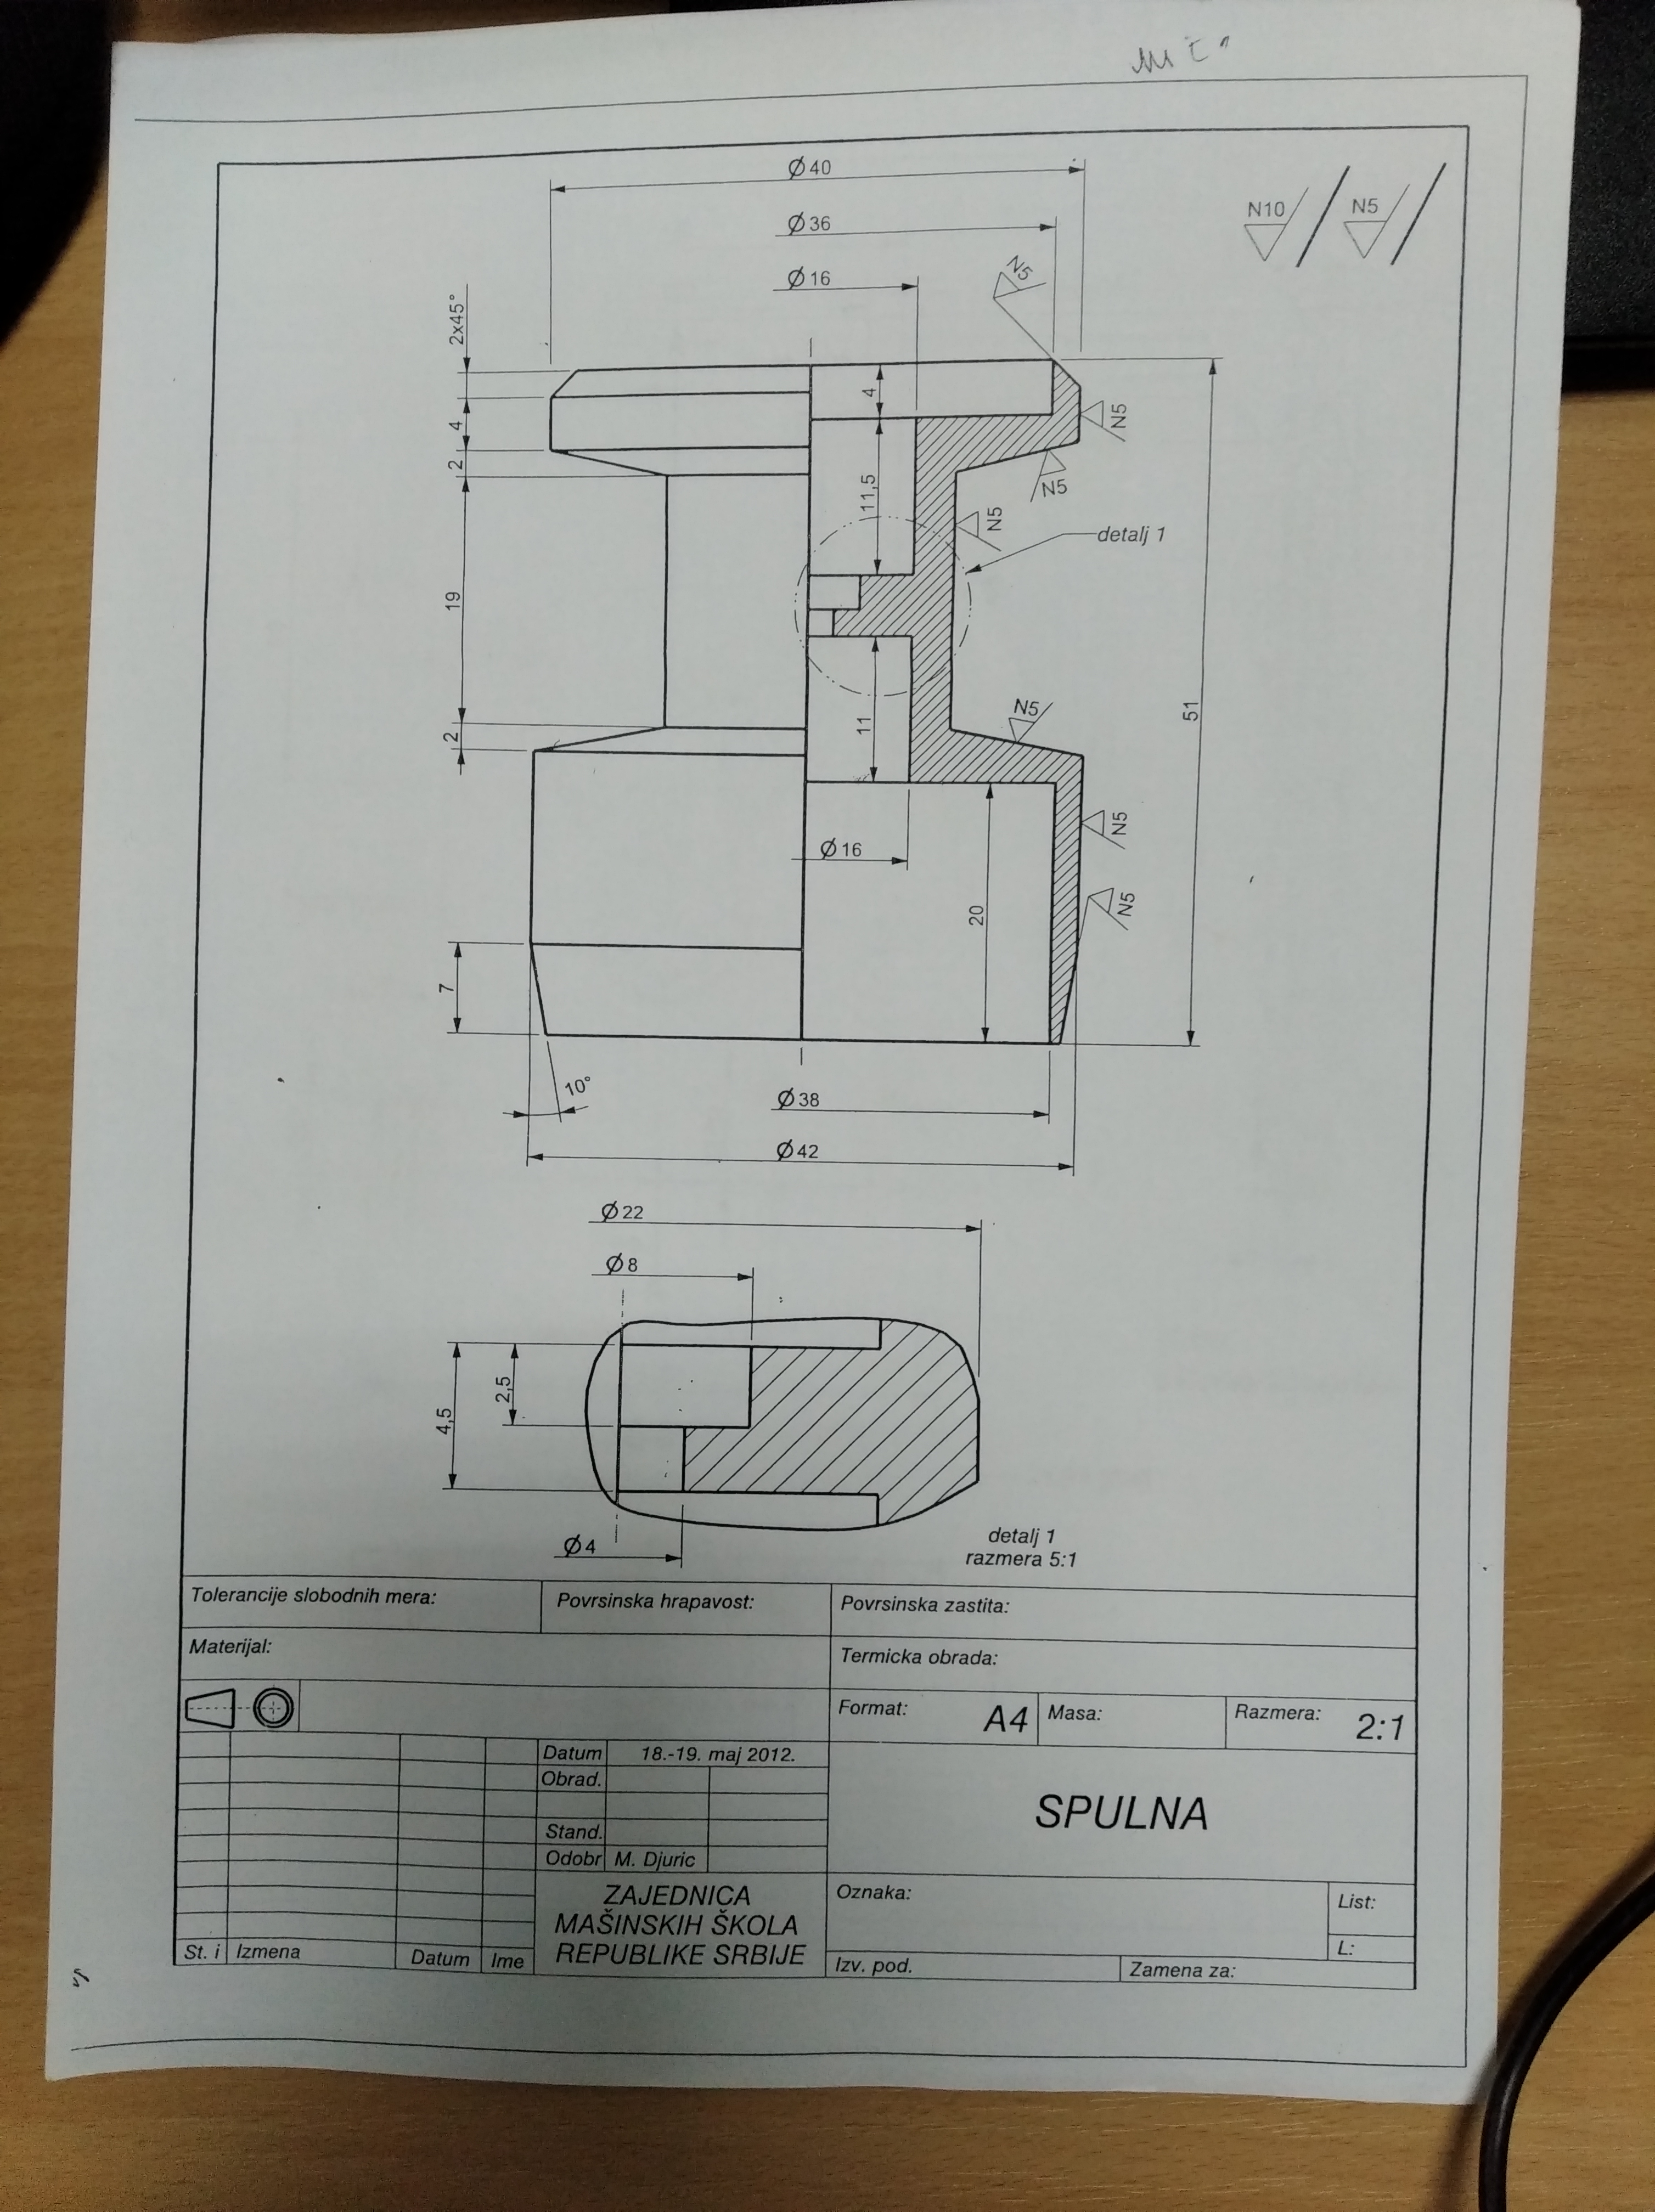 Ø40
Ø36
Ø16
N10 N5
N5
2x45°
4
2
19
2
7
4
11,5
11
N5
N5
N5
detalj 1
N5
51
N5
N5
Ø16
20
10°
Ø38
Ø42
Ø22
Ø8
4,5
2,5
Ø4
detalj 1
razmera 5:1
Tolerancije slobodnih mera: Povrsinska hrapavost: Povrsinska zastita:
Materijal: Termicka obrada:
Format: A4 Masa: Razmera: 2:1
Datum 18.-19. maj 2012.
Obrad.
Stand.
Odobr M. Djuric
SPULNA
ZAJEDNICA
MAŠINSKIH ŠKOLA
REPUBLIKE SRBIJE
Oznaka: List:
L:
St. i Izmena Datum Ime
Izv. pod. Zamena za: